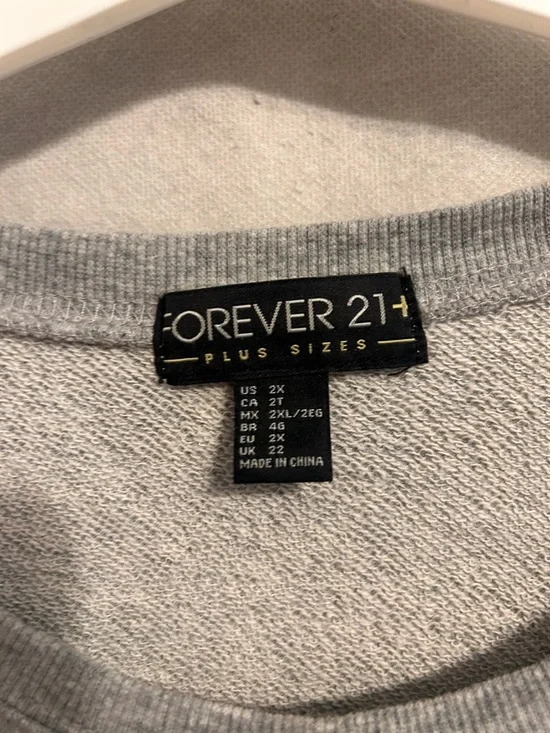 FOREVER 21+
PLUS SIZES
US 2X
CA 2T
MX 2XL/2EG
BR 4G
EU 2X
UK 22
MADE IN CHINA